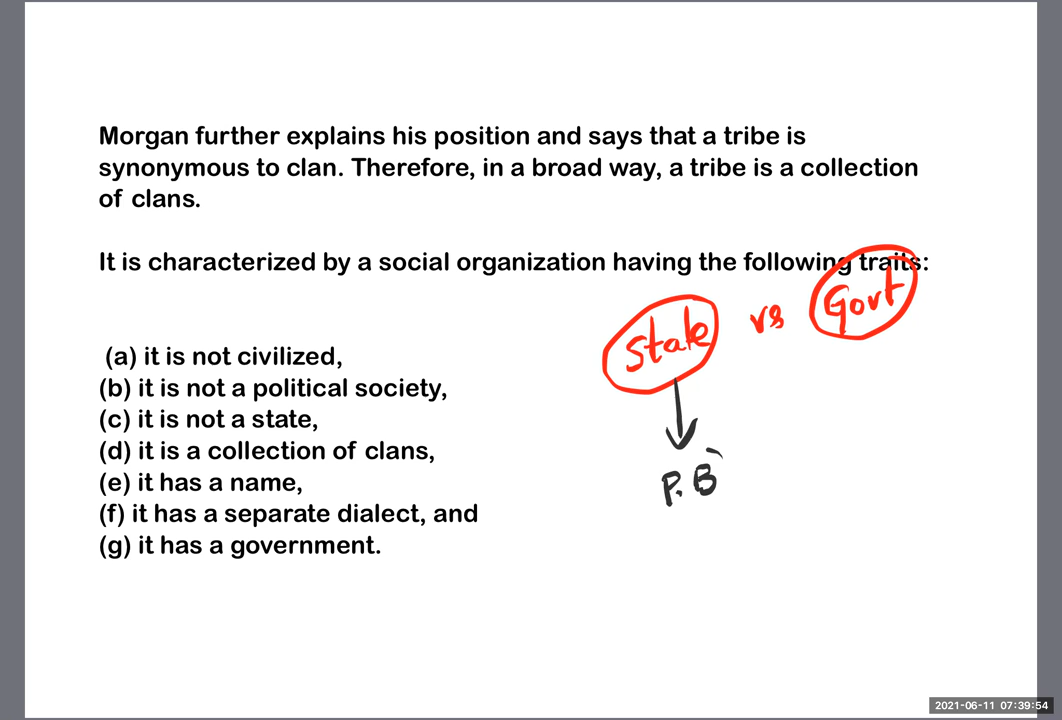 Morgan further explains his position and says that a tribe is
synonymous to clan. Therefore, in a broad way, a tribe is a collection
of clans.
It is characterized by a social organization having the following traits:
State vs Govt
(a) it is not civilized,
(b) it is not a political society,
(c) it is not a state,
(d) it is a collection of clans,
(e) it has a name,
P.B
(f) it has a separate dialect, and
(g) it has a government.
2021-06-11 07:39:54